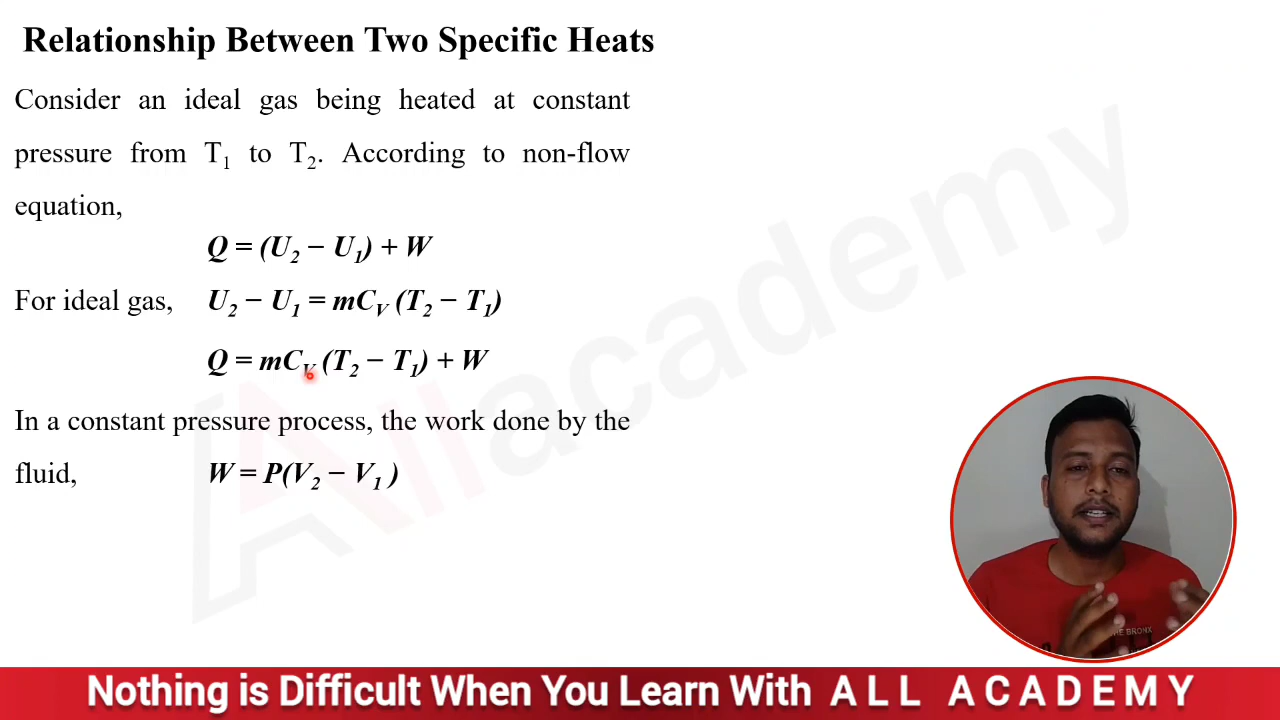 Relationship Between Two Specific Heats
Consider an ideal gas being heated at constant
pressure from T₁ to T₂. According to non-flow
equation,
Q = (U₂ − U₁) + W
For ideal gas, U₂ − U₁ = mCᵥ (T₂ − T₁)
Q = mCᵥ (T₂ − T₁) + W
In a constant pressure process, the work done by the
fluid, W = P(V₂ − V₁ )
Allacademy
THE BRONX
Nothing is Difficult When You Learn With ALL ACADEMY